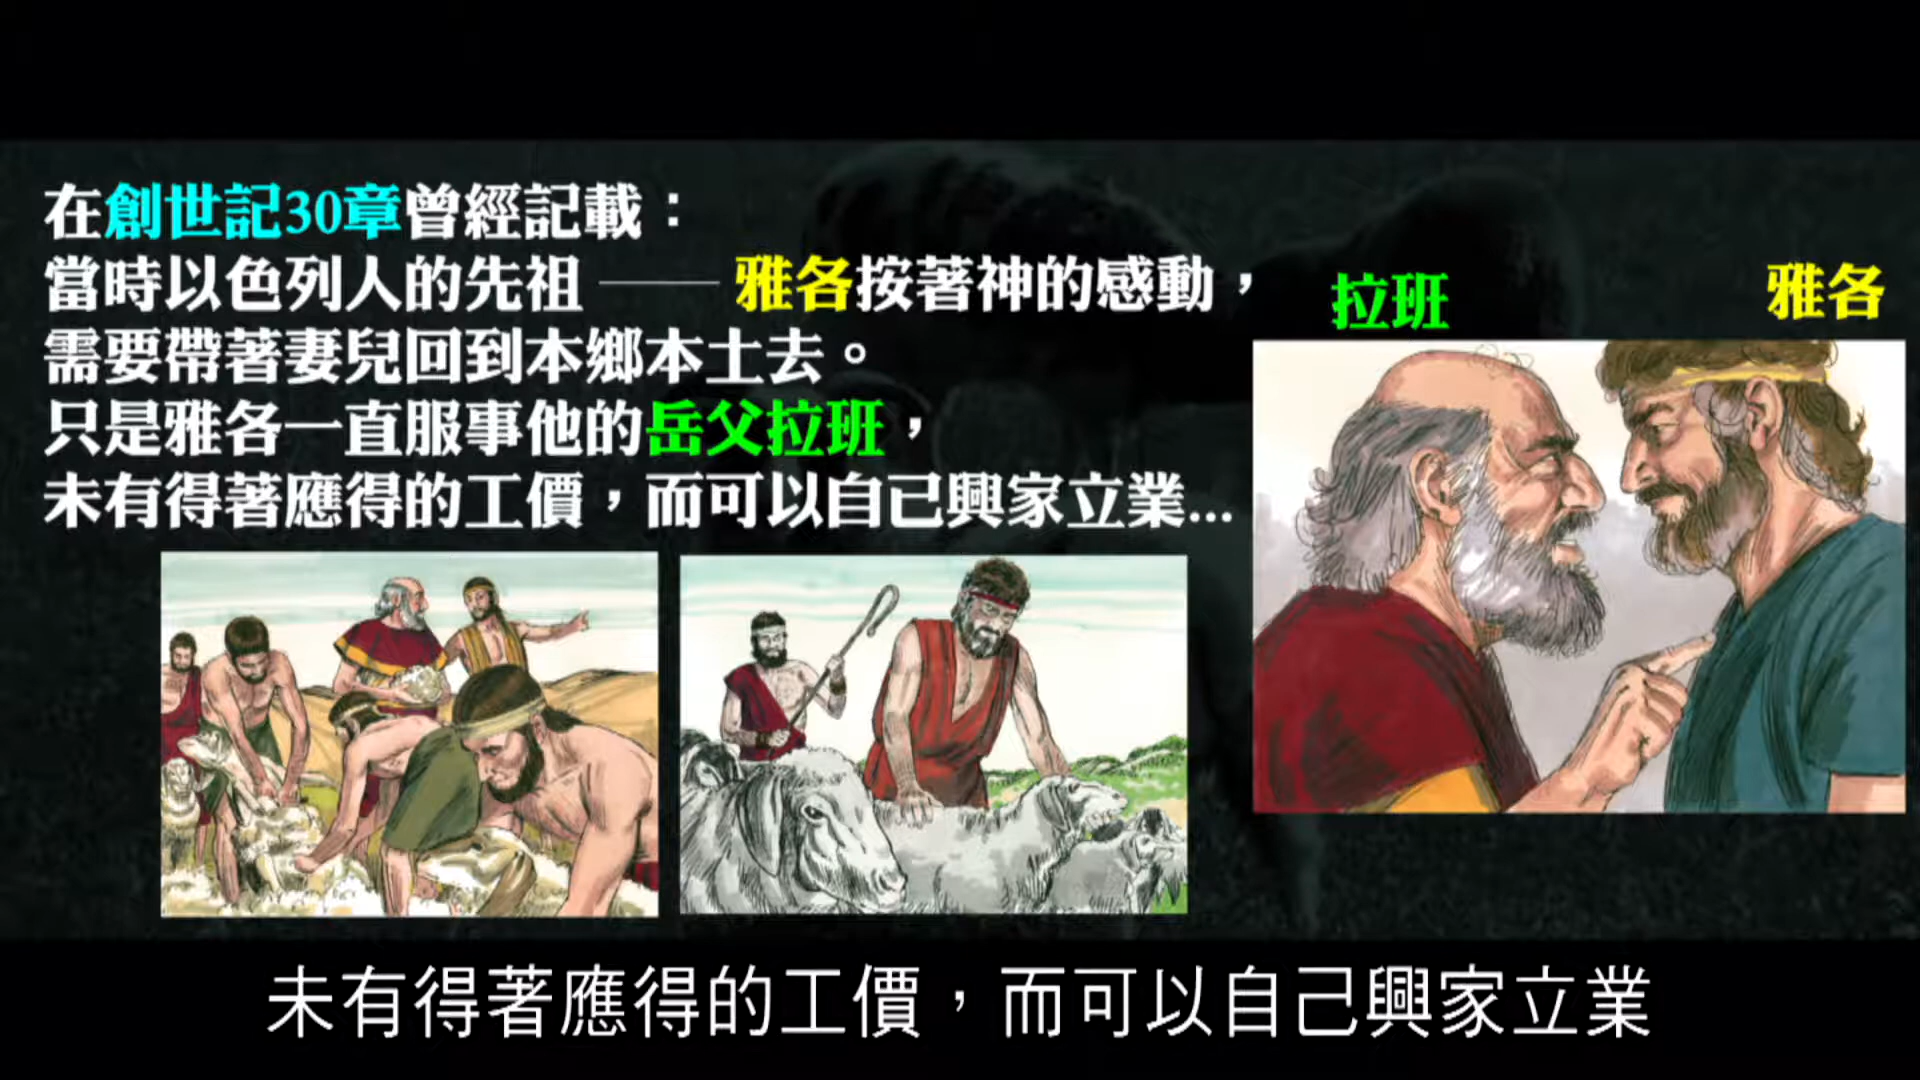 在創世記30章曾經記載：
當時以色列人的先祖 ── 雅各按著神的感動，
需要帶著妻兒回到本鄉本土去。
只是雅各一直服事他的岳父拉班，
未有得著應得的工價，而可以自己興家立業...
拉班
雅各
未有得著應得的工價，而可以自己興家立業